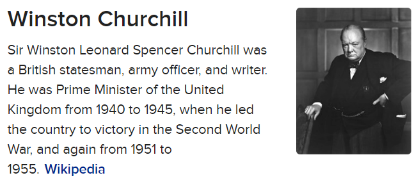 Winston Churchill
Sir Winston Leonard Spencer Churchill was
a British statesman, army officer, and writer.
He was Prime Minister of the United
Kingdom from 1940 to 1945, when he led
the country to victory in the Second World
War, and again from 1951 to
1955. Wikipedia